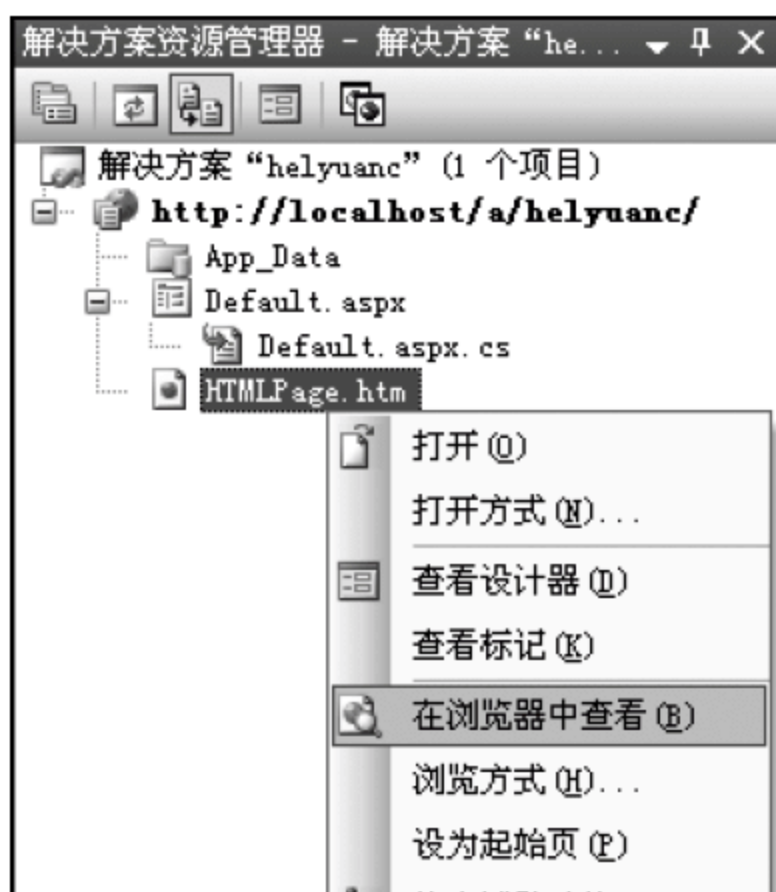 解决方案资源管理器 - 解决方案 “he...
解决方案 “helyuanc” (1 个项目)
http://localhost/a/helyuanc/
App_Data
Default.aspx
Default.aspx.cs
HTMLPage.htm
打开(O)
打开方式(N)...
查看设计器(D)
查看标记(K)
在浏览器中查看(B)
浏览方式(H)...
设为起始页(P)